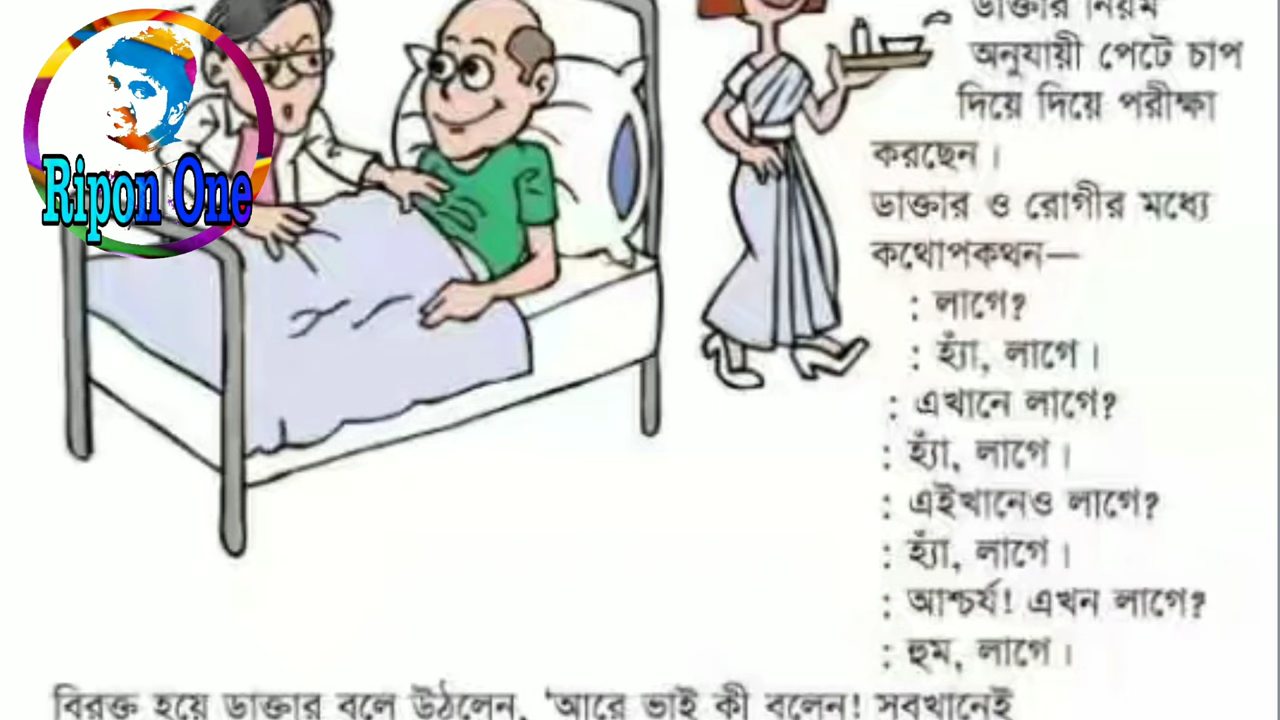 Ripon One
ডাক্তার নিয়ম
অনুযায়ী পেটে চাপ
দিয়ে দিয়ে পরীক্ষা
করছেন।
ডাক্তার ও রোগীর মধ্যে
কথোপকথন—
: লাগে?
: হ্যাঁ, লাগে।
: এখানে লাগে?
: হ্যাঁ, লাগে।
: এইখানেও লাগে?
: হ্যাঁ, লাগে।
: আশ্চর্য! এখন লাগে?
: হুম, লাগে।
বিরক্ত হয়ে ডাক্তার বলে উঠলেন, 'আরে ভাই কী বলেন! সবখানেই